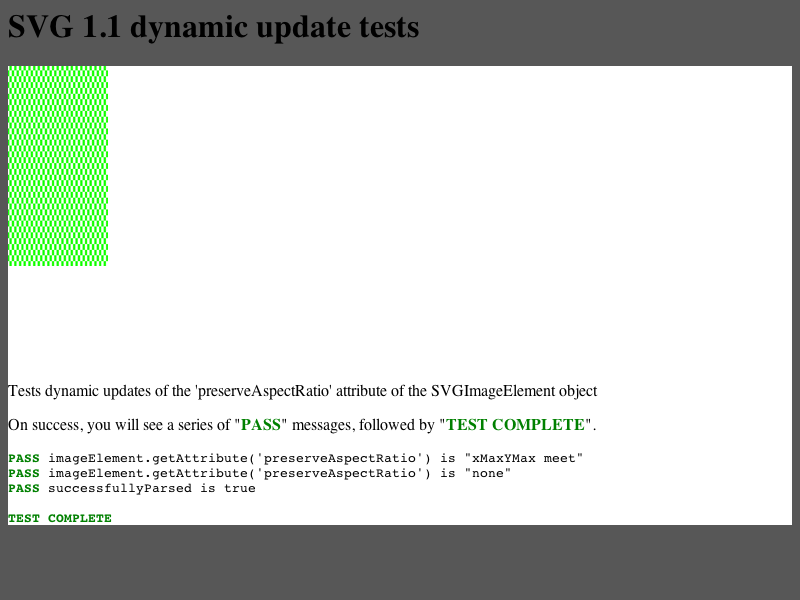 SVG 1.1 dynamic update tests
Tests dynamic updates of the 'preserveAspectRatio' attribute of the SVGImageElement object
On success, you will see a series of "PASS" messages, followed by "TEST COMPLETE".
PASS imageElement.getAttribute('preserveAspectRatio') is "xMaxYMax meet"
PASS imageElement.getAttribute('preserveAspectRatio') is "none"
PASS successfullyParsed is true
TEST COMPLETE